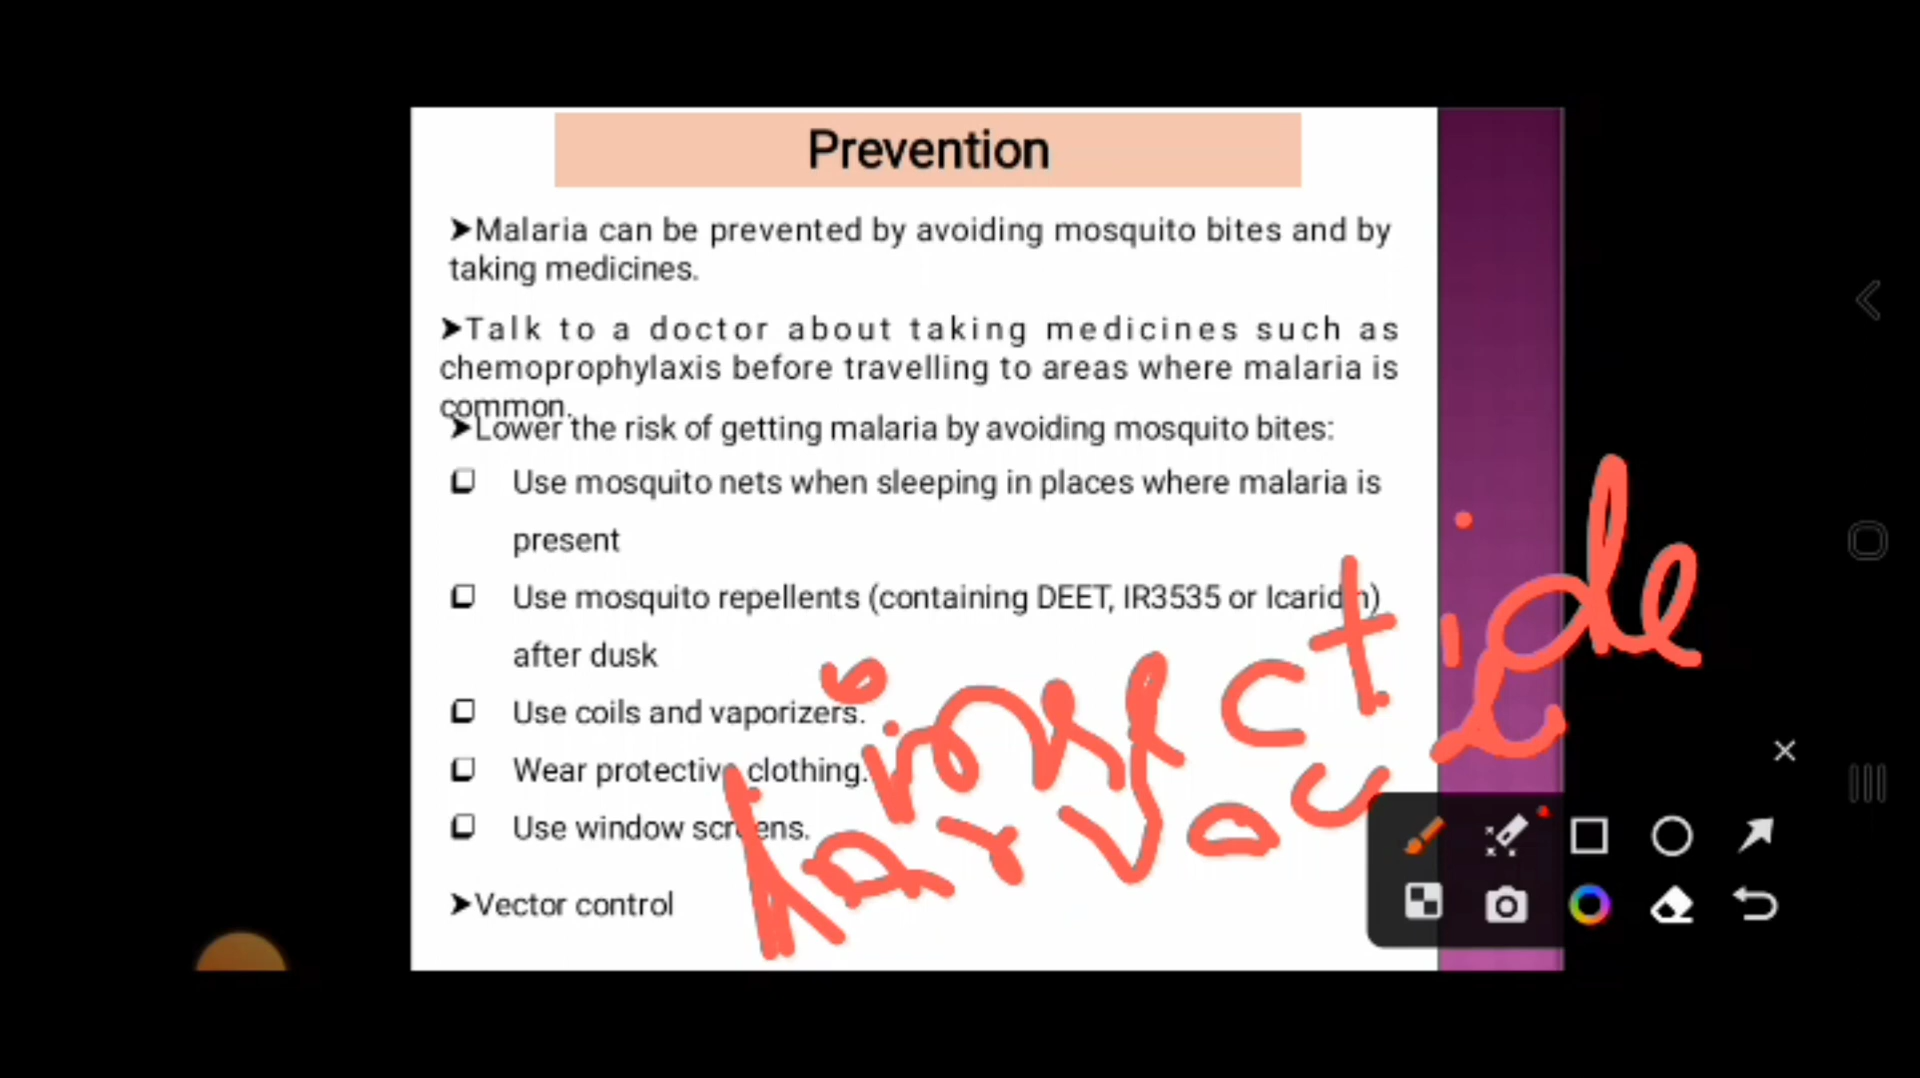 Prevention
➤Malaria can be prevented by avoiding mosquito bites and by
taking medicines.
➤Talk to a doctor about taking medicines such as
chemoprophylaxis before travelling to areas where malaria is
common.
➤Lower the risk of getting malaria by avoiding mosquito bites:
❑ Use mosquito nets when sleeping in places where malaria is
present
❑ Use mosquito repellents (containing DEET, IR3535 or Icaridin)
after dusk
❑ Use coils and vaporizers.
❑ Wear protective clothing.
❑ Use window screens.
➤Vector control
insecticide